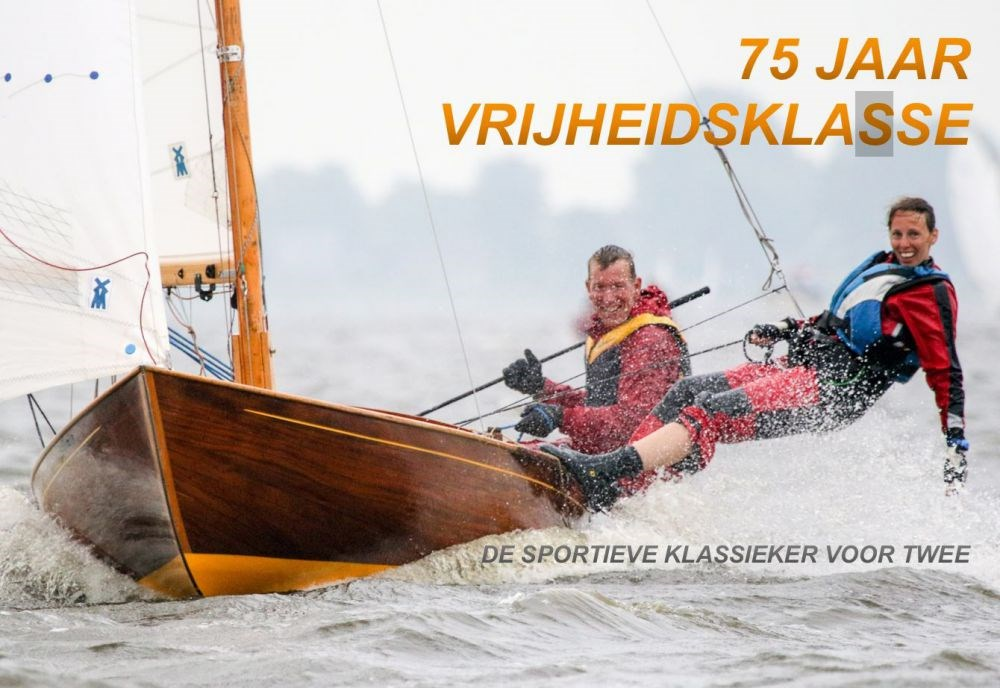 75 JAAR
VRIJHEIDSKLASSE
DE SPORTIEVE KLASSIEKER VOOR TWEE